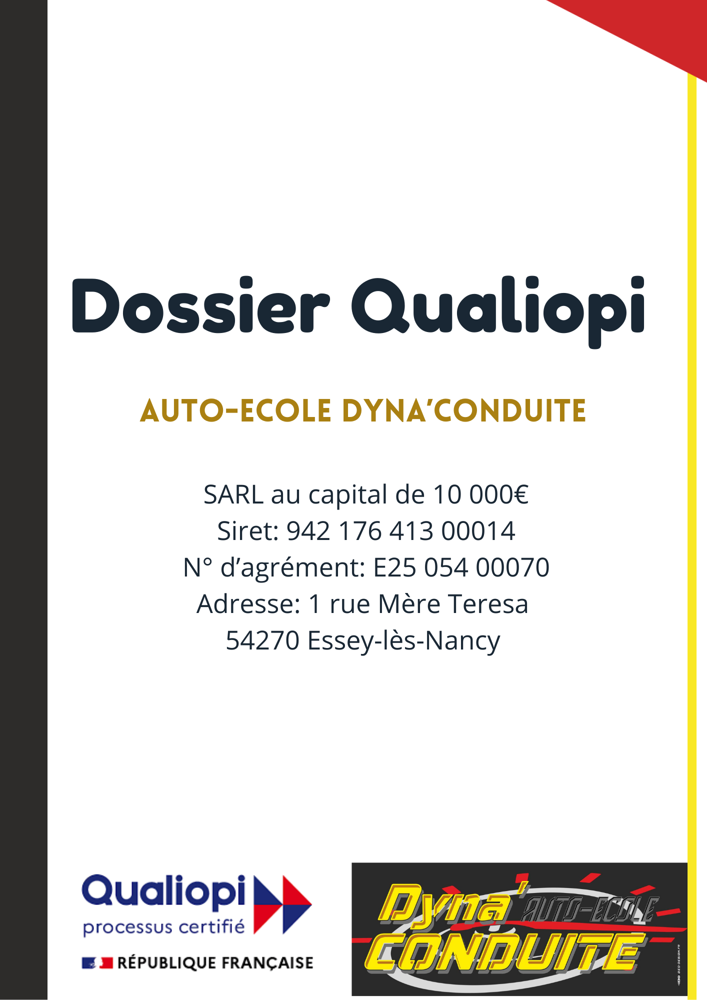 Dossier Qualiopi
AUTO-ECOLE DYNA’CONDUITE
SARL au capital de 10 000€
Siret: 942 176 413 00014
N° d’agrément: E25 054 00070
Adresse: 1 rue Mère Teresa
54270 Essey-lès-Nancy
Qualiopi
processus certifié
RÉPUBLIQUE FRANÇAISE
Dyna' AUTO-ECOLE
CONDUITE